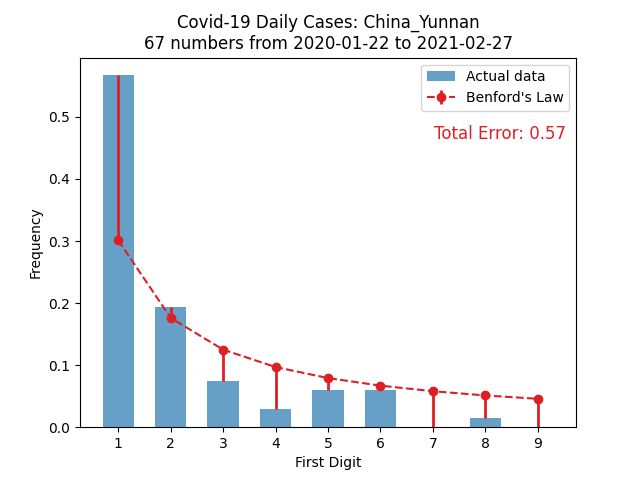 Covid-19 Daily Cases: China_Yunnan
67 numbers from 2020-01-22 to 2021-02-27
Actual data
Benford's Law
Total Error: 0.57
Frequency
0.5
0.4
0.3
0.2
0.1
0.0
1 2 3 4 5 6 7 8 9
First Digit